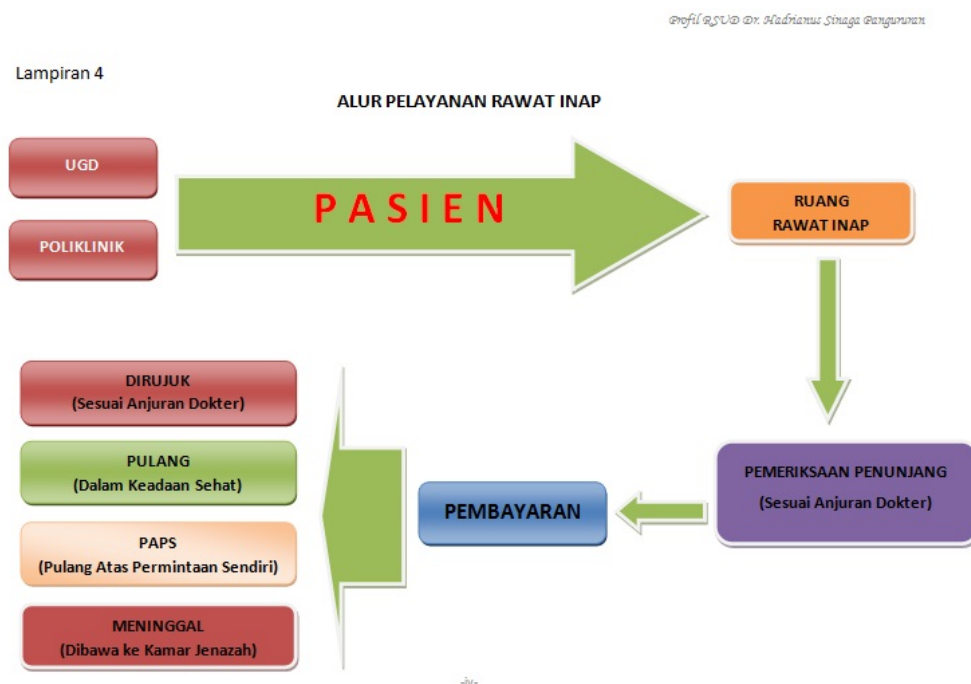 Profil RSUD Dr. Hadrianus Sinaga Pangururan
Lampiran 4
ALUR PELAYANAN RAWAT INAP
UGD
POLIKLINIK
PASIEN
RUANG
RAWAT INAP
PEMERIKSAAN PENUNJANG
(Sesuai Anjuran Dokter)
PEMBAYARAN
DIRUJUK
(Sesuai Anjuran Dokter)
PULANG
(Dalam Keadaan Sehat)
PAPS
(Pulang Atas Permintaan Sendiri)
MENINGGAL
(Dibawa ke Kamar Jenazah)